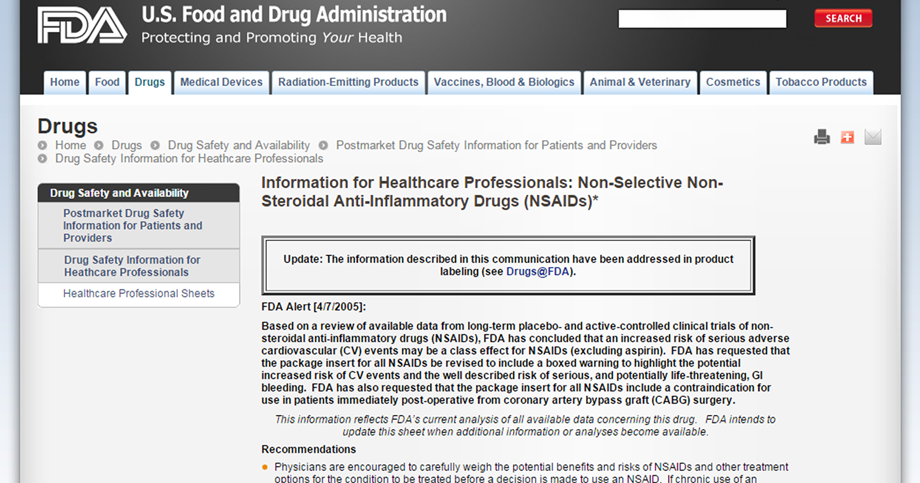 FDA
U.S. Food and Drug Administration
Protecting and Promoting Your Health
SEARCH
Home Food Drugs Medical Devices Radiation-Emitting Products Vaccines, Blood & Biologics Animal & Veterinary Cosmetics Tobacco Products
Drugs
Home Drugs Drug Safety and Availability Postmarket Drug Safety Information for Patients and Providers
Drug Safety Information for Heathcare Professionals
Drug Safety and Availability
Postmarket Drug Safety
Information for Patients and
Providers
Drug Safety Information for
Heathcare Professionals
Healthcare Professional Sheets
Information for Healthcare Professionals: Non-Selective Non-
Steroidal Anti-Inflammatory Drugs (NSAIDs)*
Update: The information described in this communication have been addressed in product
labeling (see Drugs@FDA).
FDA Alert [4/7/2005]:
Based on a review of available data from long-term placebo- and active-controlled clinical trials of non-
steroidal anti-inflammatory drugs (NSAIDs), FDA has concluded that an increased risk of serious adverse
cardiovascular (CV) events may be a class effect for NSAIDs (excluding aspirin). FDA has requested that
the package insert for all NSAIDs be revised to include a boxed warning to highlight the potential
increased risk of CV events and the well described risk of serious, and potentially life-threatening, GI
bleeding. FDA has also requested that the package insert for all NSAIDs include a contraindication for
use in patients immediately post-operative from coronary artery bypass graft (CABG) surgery.
This information reflects FDA's current analysis of all available data concerning this drug. FDA intends to
update this sheet when additional information or analyses become available.
Recommendations
Physicians are encouraged to carefully weigh the potential benefits and risks of NSAIDs and other treatment
options for the condition to be treated before a decision is made to use an NSAID. If chronic use of an